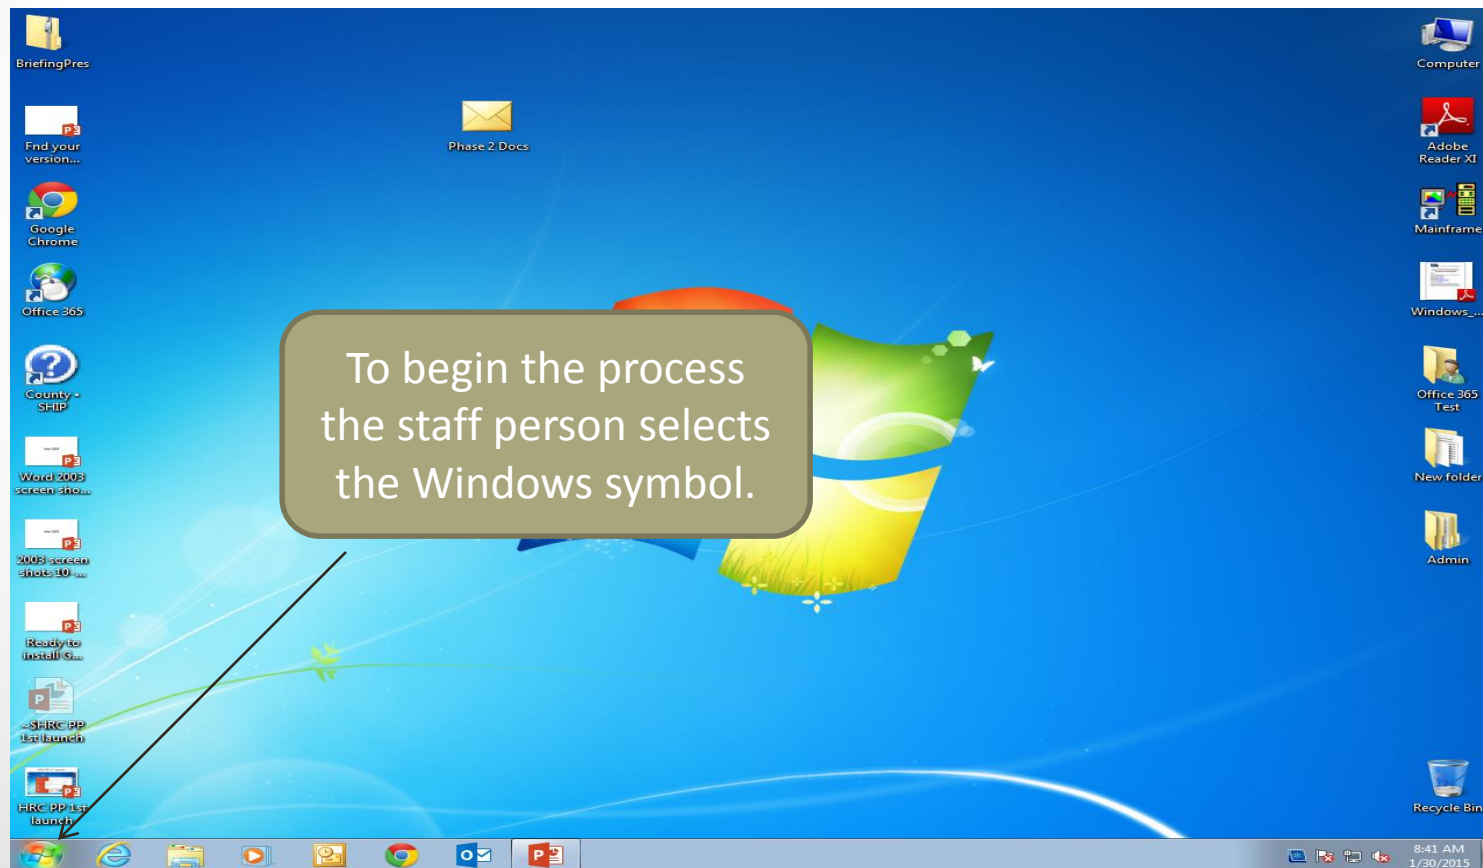 BriefingPres
Fnd your
version...
Google
Chrome
Office 365
County -
SHIP
Word 2003
screen sho...
2003 screen
shots 10-...
Ready to
install G...
~$HRC PP
1st launch
HRC PP 1st
launch
Phase 2 Docs
To begin the process
the staff person selects
the Windows symbol.
Computer
Adobe
Reader XI
Mainframe
Windows_...
Office 365
Test
New folder
Admin
Recycle Bin
8:41 AM
1/30/2015